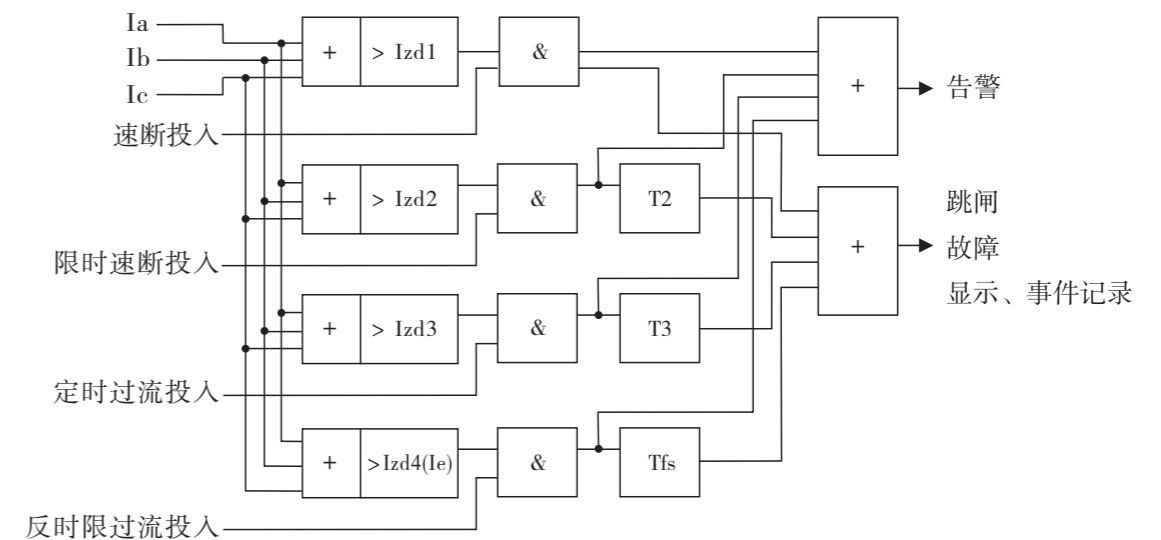 Ia
Ib
Ic
+ > Izd1 &
+
告警
速断投入
+ > Izd2 & T2
限时速断投入
+
跳闸
故障
显示、事件记录
+ > Izd3 & T3
定时过流投入
+ >Izd4(Ie) & Tfs
反时限过流投入